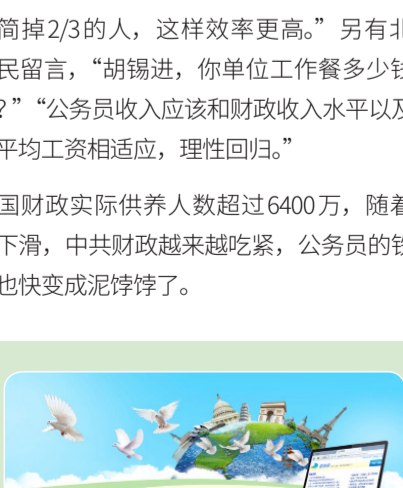 简掉2/3的人，这样效率更高。”另有北
民留言，“胡锡进，你单位工作餐多少钱
？”“公务员收入应该和财政收入水平以及
平均工资相适应，理性回归。”
国财政实际供养人数超过6400万，随着
下滑，中共财政越来越吃紧，公务员的铁
也快变成泥饽饽了。